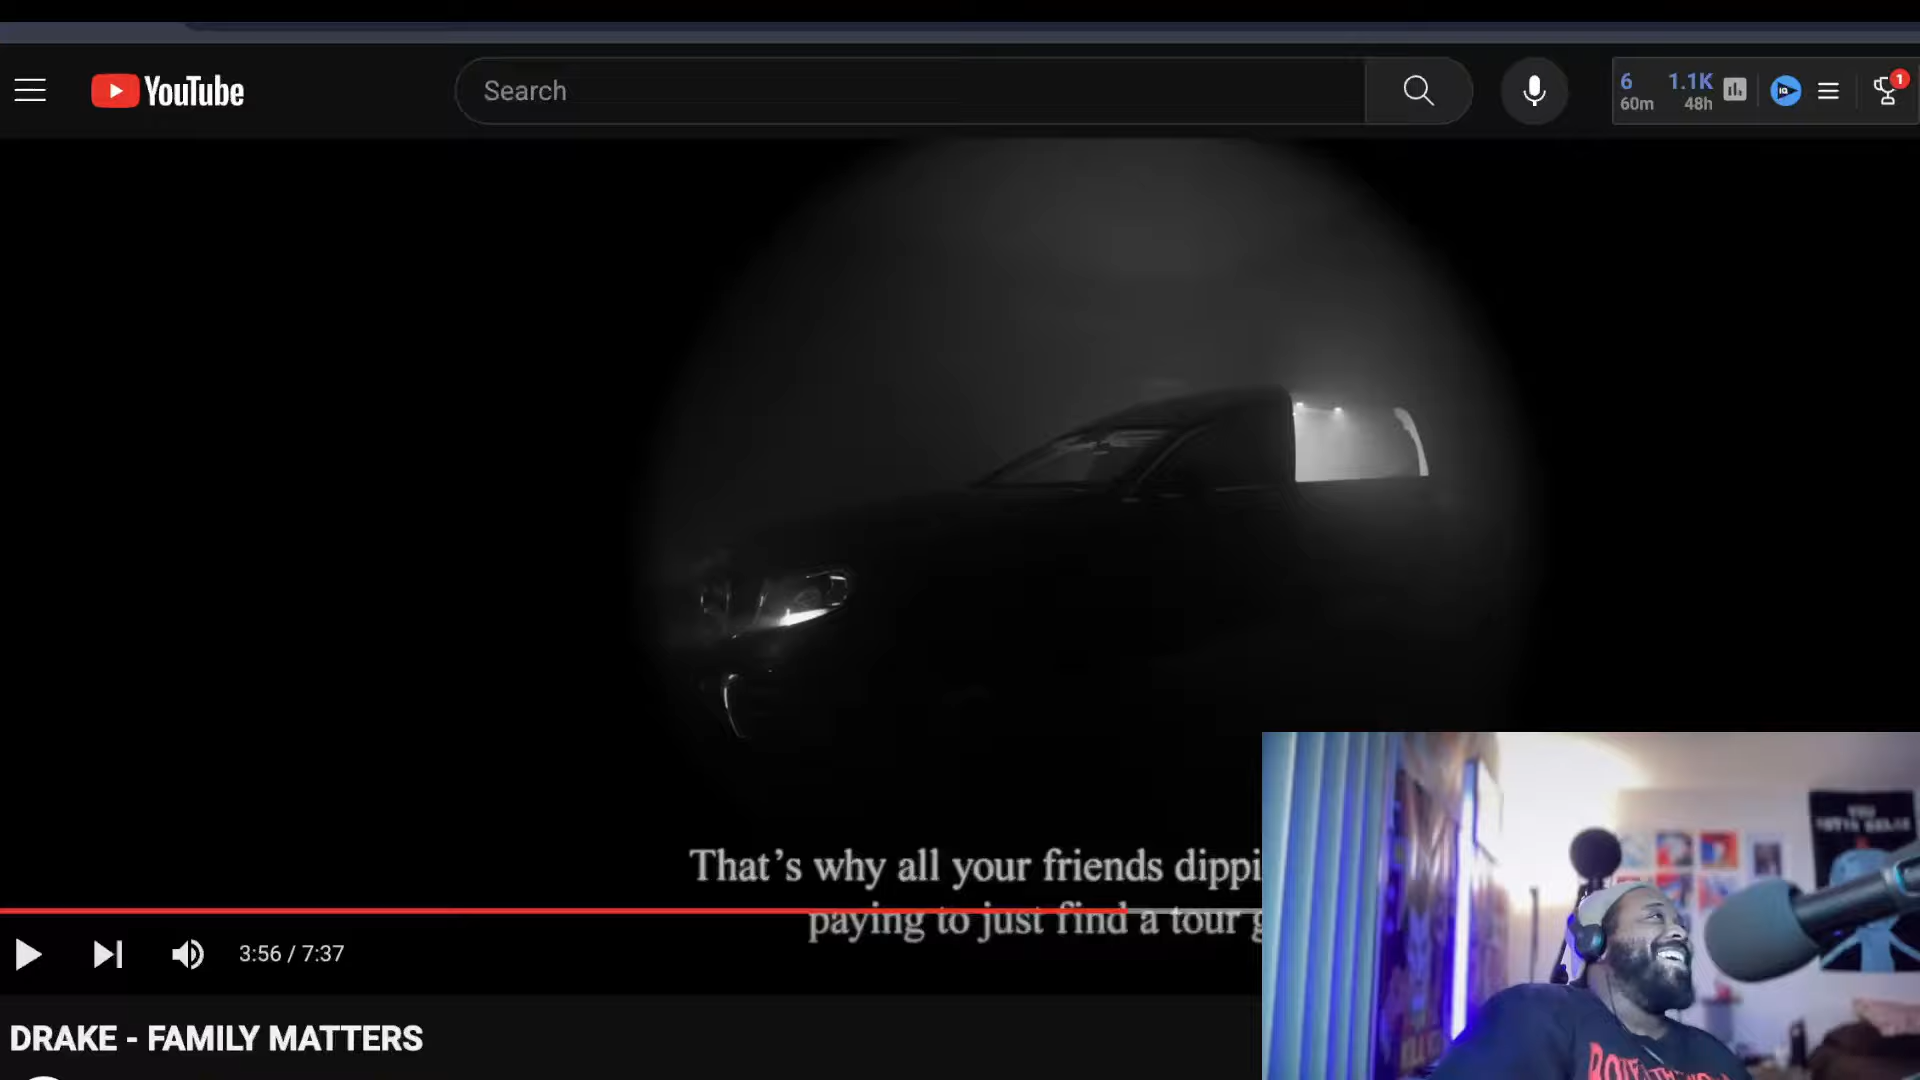 YouTube
Search
6 1.1K
60m 48h
1
That’s why all your friends dippi
paying to just find a tour
3:56 / 7:37
DRAKE - FAMILY MATTERS